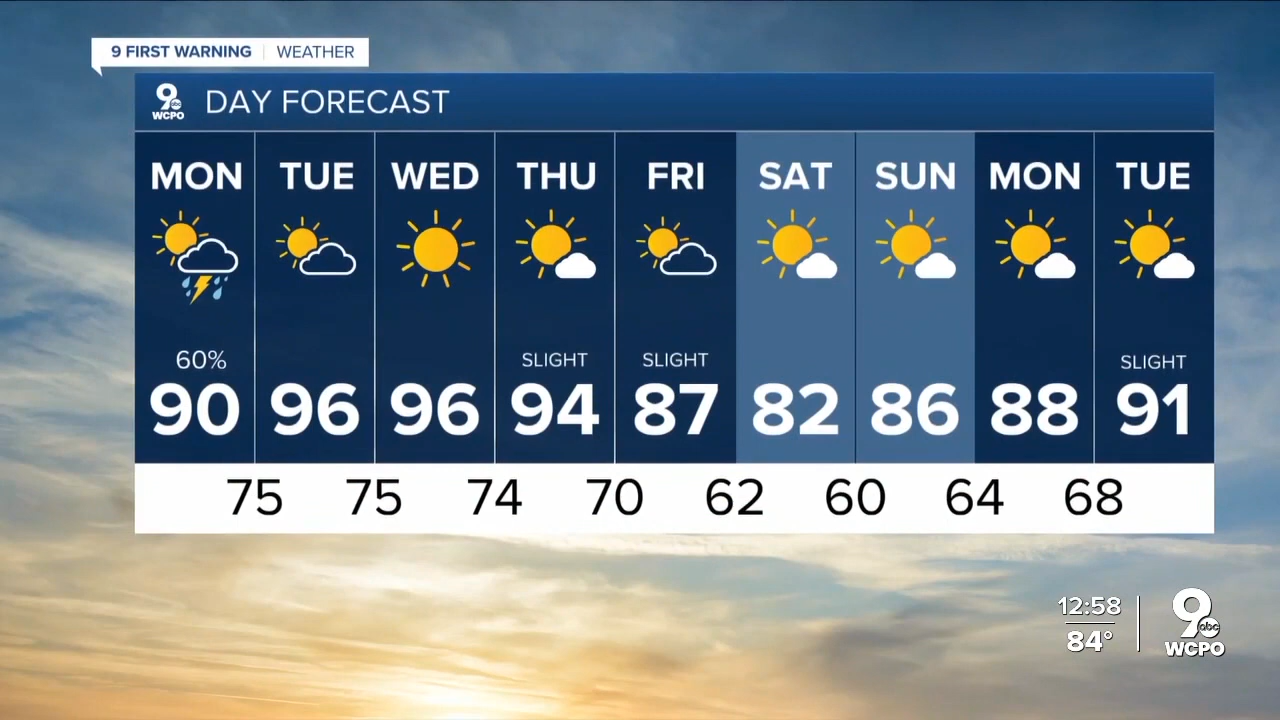 9 FIRST WARNING | WEATHER
9 abc WCPO DAY FORECAST
MON TUE WED THU FRI SAT SUN MON TUE
60% SLIGHT SLIGHT SLIGHT
90 96 96 94 87 82 86 88 91
75 75 74 70 62 60 64 68
12:58
84°
9 abc
WCPO